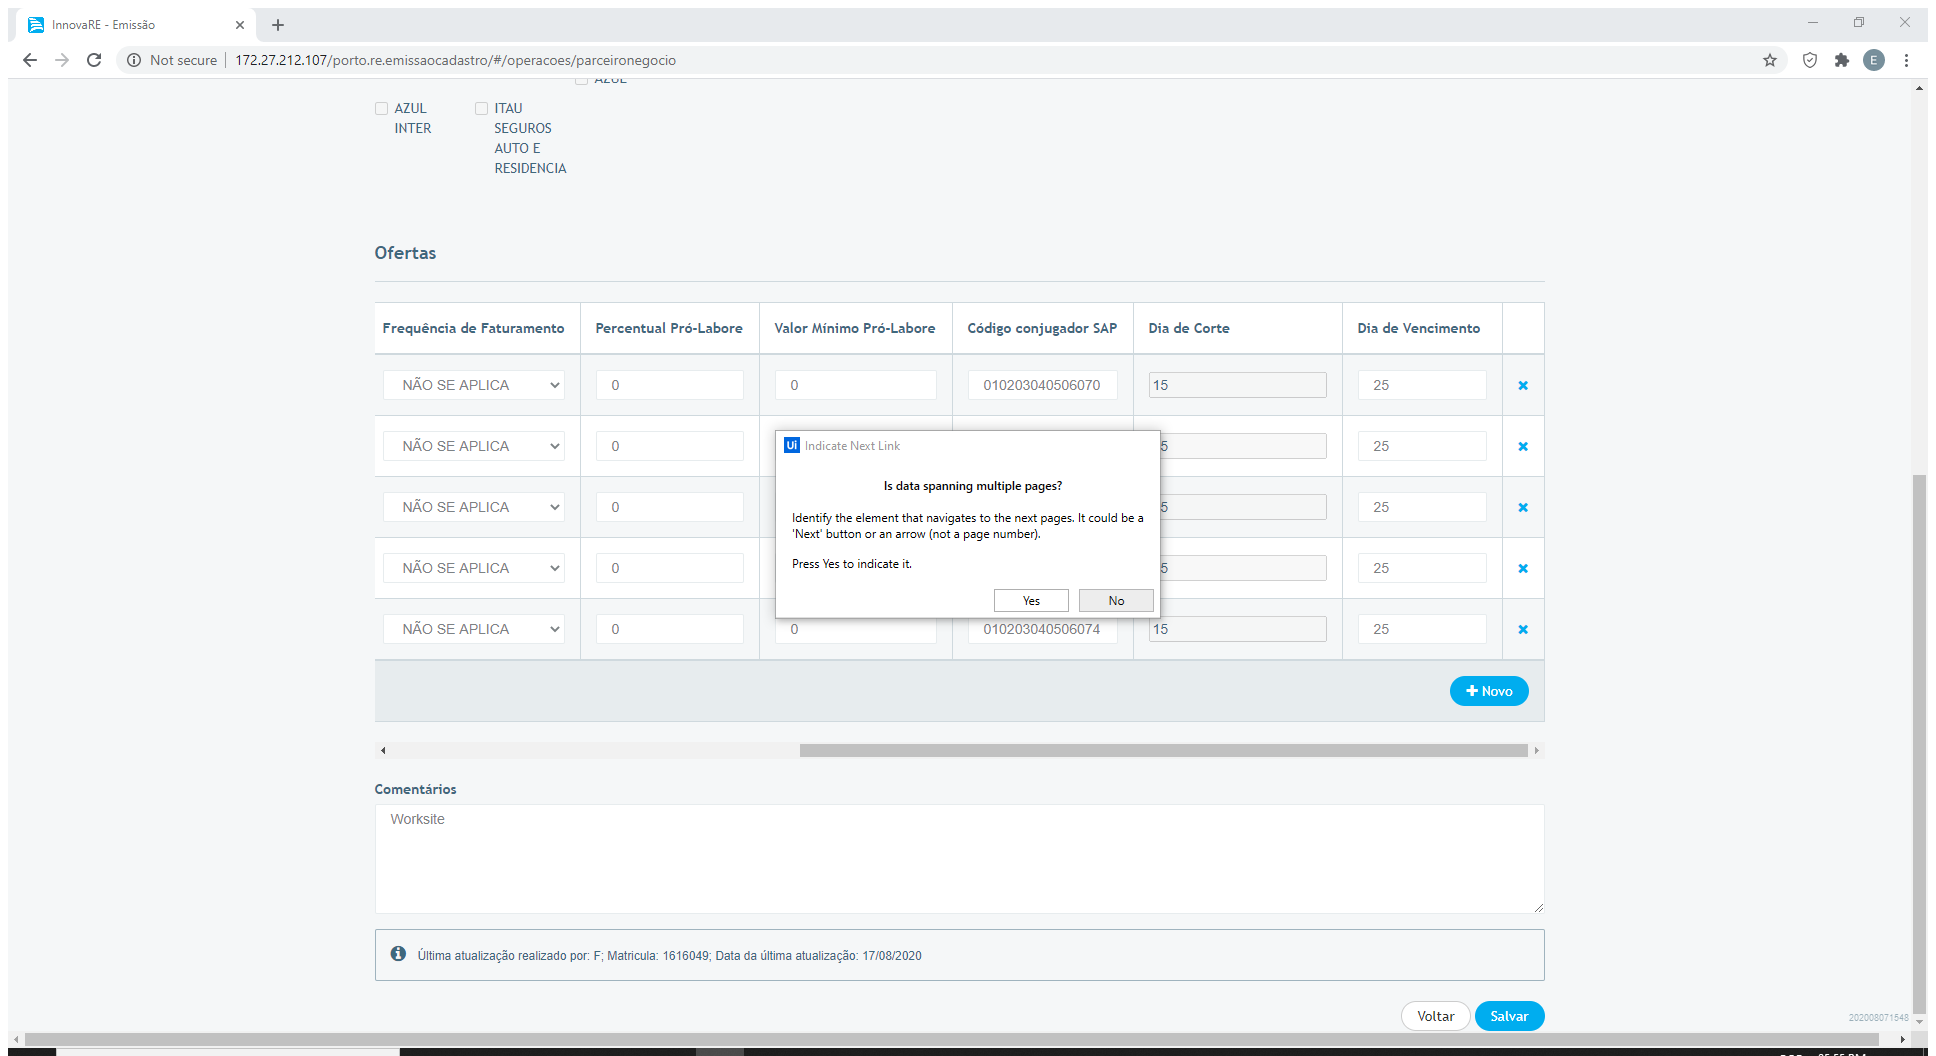 InnovaRE - Emissão
Not secure
172.27.212.107/porto.re.emissaocadastro/#/operacoes/parceironegocio
E
AZUL
AZUL
INTER
ITAU
SEGUROS
AUTO E
RESIDENCIA
Ofertas
Frequência de Faturamento Percentual Pró-Labore Valor Mínimo Pró-Labore Código conjugador SAP Dia de Corte Dia de Vencimento
NÃO SE APLICA 0 0 010203040506070 15 25
NÃO SE APLICA 0 5 25
NÃO SE APLICA 0 5 25
NÃO SE APLICA 0 5 25
NÃO SE APLICA 0 0 010203040506074 15 25
Ui Indicate Next Link
Is data spanning multiple pages?
Identify the element that navigates to the next pages. It could be a
'Next' button or an arrow (not a page number).
Press Yes to indicate it.
Yes No
+ Novo
Comentários
Worksite
Última atualização realizado por: F; Matricula: 1616049; Data da última atualização: 17/08/2020
Voltar Salvar
202008071548